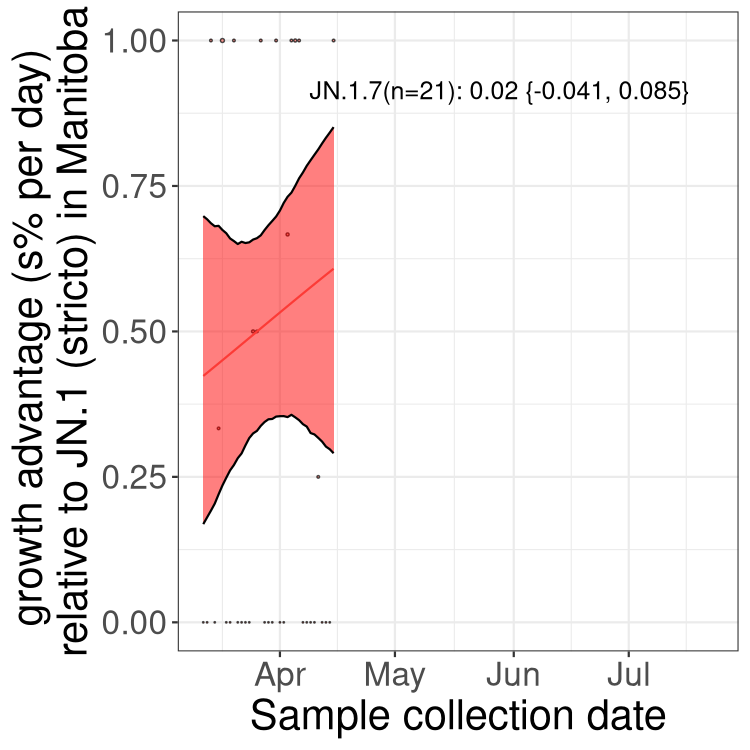 growth advantage (s% per day)
relative to JN.1 (stricto) in Manitoba
1.00
0.75
0.50
0.25
0.00
JN.1.7(n=21): 0.02 {-0.041, 0.085}
Apr May Jun Jul
Sample collection date